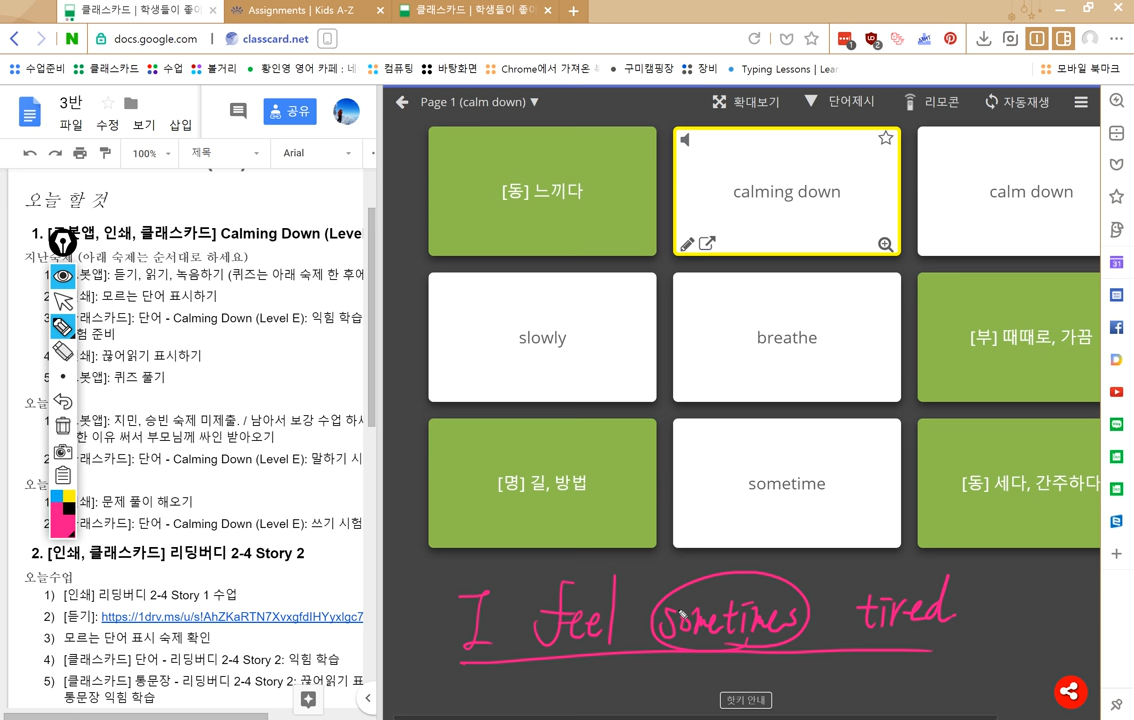 클래스카드 | 학생들이 좋아
Assignments | Kids A-Z
클래스카드 | 학생들이 좋아
docs.google.com
classcard.net
수업준비
클래스카드
수업
볼거리
황인영 영어 카페 : 네
컴퓨팅
바탕화면
Chrome에서 가져온
구미캠핑장
장비
Typing Lessons | Lear
모바일 북마크
3반
파일 수정 보기 삽입
공유
100%
제목
Arial
오늘 할 것
1. 봇앱, 인쇄, 클래스카드] Calming Down (Leve
지난숙제 (아래 숙제는 순서대로 하세요)
봇앱]: 듣기, 읽기, 녹음하기 (퀴즈는 아래 숙제 한 후에
쇄]: 모르는 단어 표시하기
래스카드]: 단어 - Calming Down (Level E): 익힘 학습
험 준비
쇄]: 끊어읽기 표시하기
봇앱]: 퀴즈 풀기
오늘
봇앱]: 지민, 승빈 숙제 미제출. / 남아서 보강 수업 하
한 이유 써서 부모님께 싸인 받아오기
래스카드]: 단어 - Calming Down (Level E): 말하기 시
오늘
쇄]: 문제 풀이 해오기
래스카드]: 단어 - Calming Down (Level E): 쓰기 시험
2. [인쇄, 클래스카드] 리딩버디 2-4 Story 2
오늘수업
1) [인쇄] 리딩버디 2-4 Story 1 수업
2) [듣기]: https://1drv.ms/u/s!AhZKaRTN7XvxgfdIHYyxlqc7
3) 모르는 단어 표시 숙제 확인
4) [클래스카드] 단어 - 리딩버디 2-4 Story 2: 익힘 학습
5) [클래스카드] 통문장 - 리딩버디 2-4 Story 2: 끊어읽기 표
통문장 익힘 학습
Page 1 (calm down) ▼
확대보기
단어제시
리모콘
자동재생
[동] 느끼다
calming down
calm down
slowly
breathe
[부] 때때로, 가끔
[명] 길, 방법
sometime
[동] 세다, 간주하다
I feel sometimes tired
핫키 안내